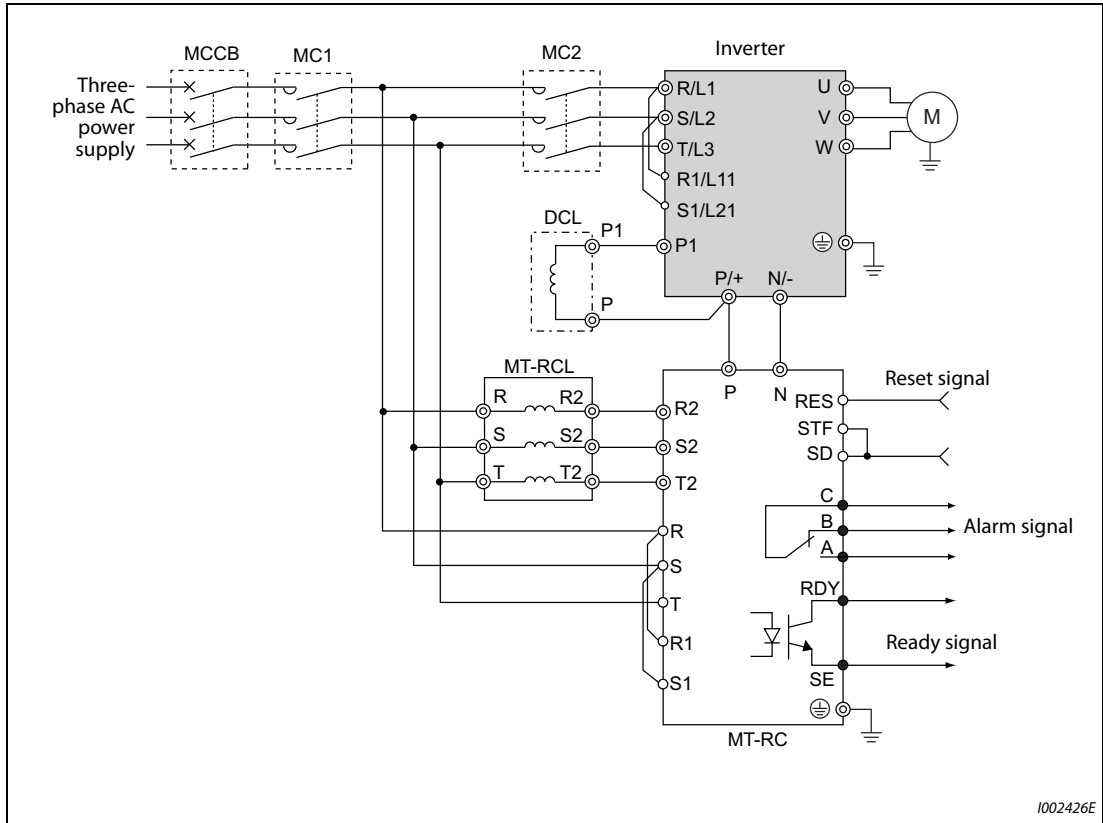 MCCB
MC1
MC2
Inverter
Three-
phase AC
power
supply
R/L1
S/L2
T/L3
R1/L11
S1/L21
P1
P/+
N/-
U
V
W
M
DCL
P1
P
MT-RCL
R
R2
S
S2
T
T2
P
N
R2
S2
T2
R
S
T
R1
S1
RES
STF
SD
C
B
A
RDY
SE
MT-RC
Reset signal
Alarm signal
Ready signal
I002426E